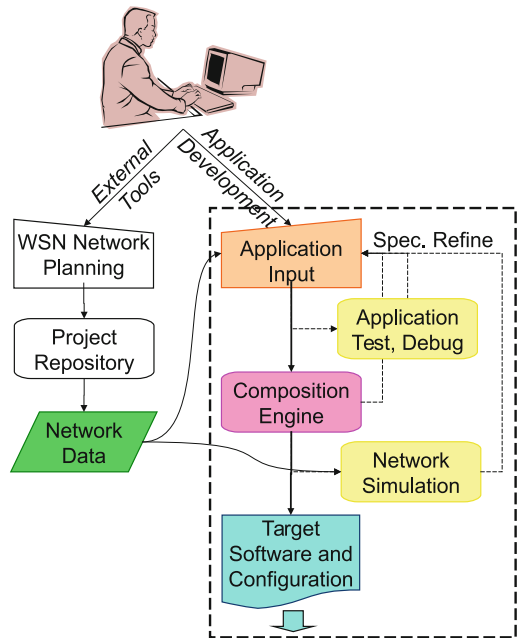 External
Tools
Application
Development
WSN Network
Planning
Project
Repository
Network
Data
Application
Input
Spec. Refine
Application
Test, Debug
Composition
Engine
Network
Simulation
Target
Software and
Configuration